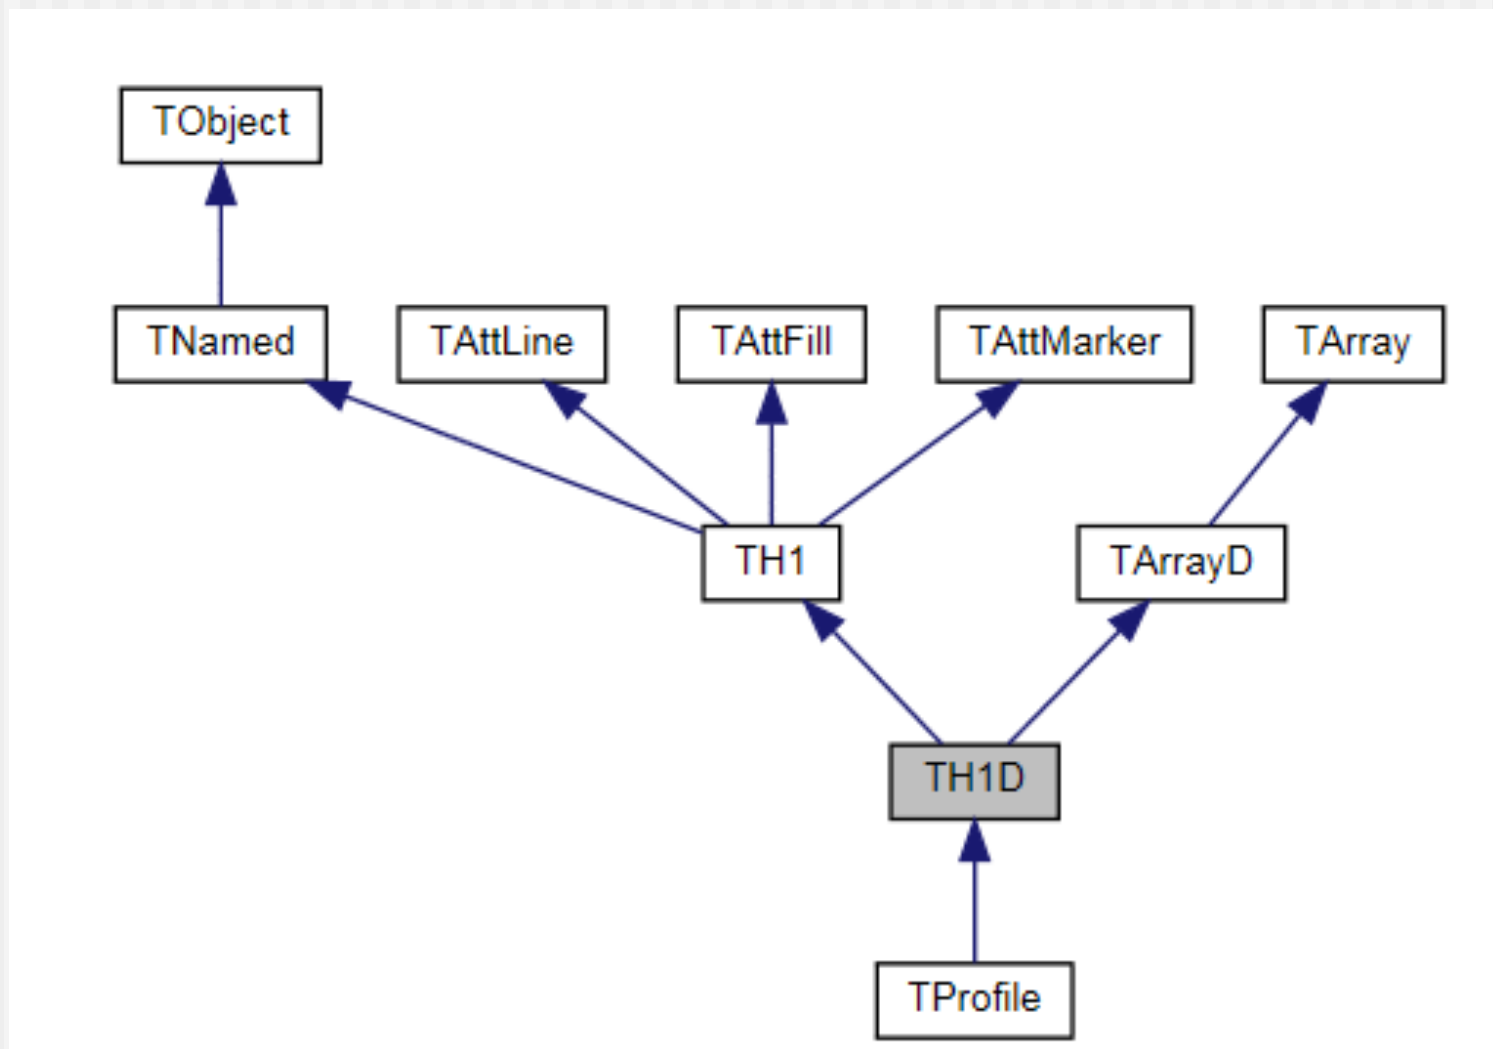 TObject
TNamed
TAttLine
TAttFill
TAttMarker
TArray
TH1
TArrayD
TH1D
TProfile